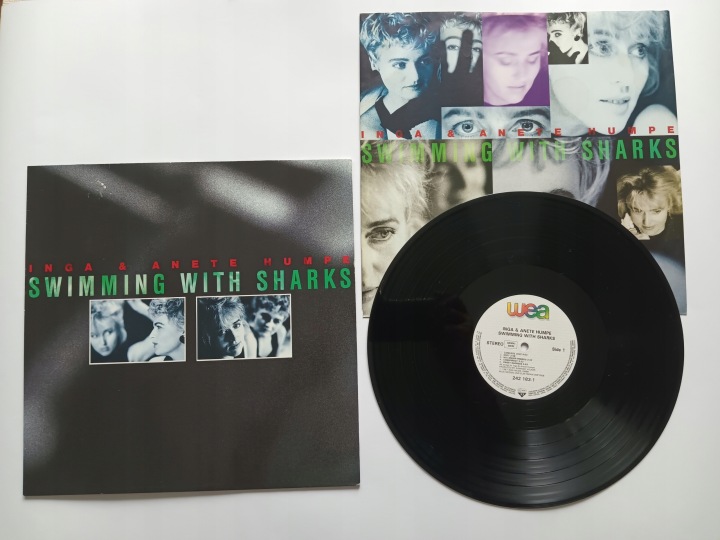 INGA & ANETE HUMPE
SWIMMING WITH SHARKS
INGA & ANETE HUMPE
SWIMMING WITH SHARKS
wea
INGA & ANETE HUMPE
SWIMMING WITH SHARKS
STEREO
Side 1
242 193 1